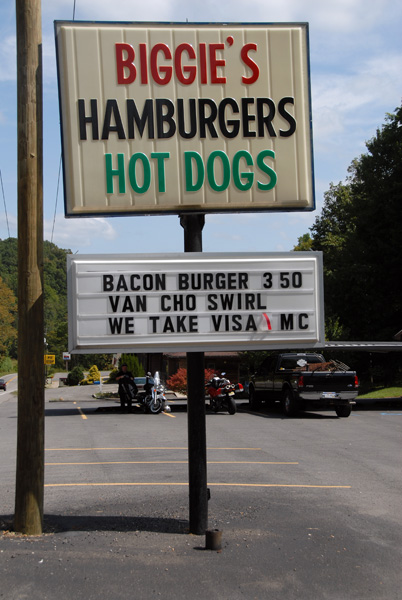 BIGGIE'S
HAMBURGERS
HOT DOGS
BACON BURGER 3 50
VAN CHO SWIRL
WE TAKE VISA \ MC